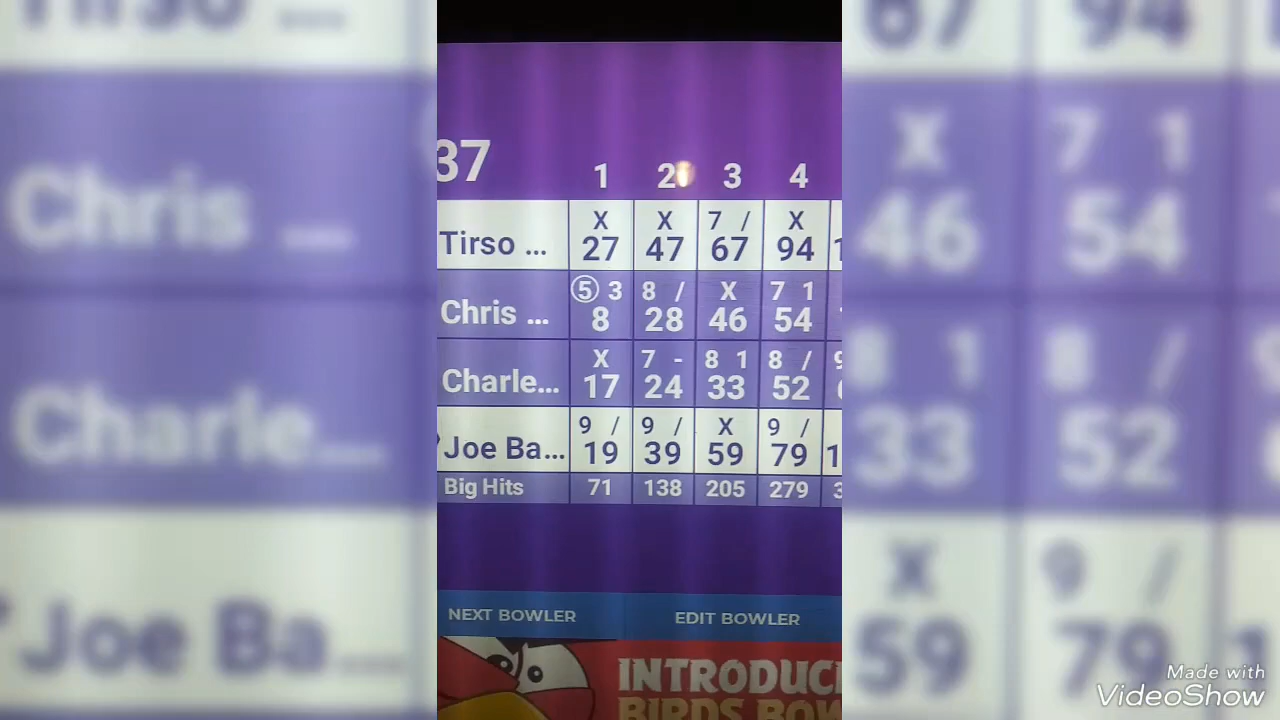 37 1 2 3 4
X X 7 / X
Tirso ... 27 47 67 94
⑤ 3 8 / X 7 1
Chris ... 8 28 46 54
X 7 - 8 1 8 /
Charle... 17 24 33 52
9 / 9 / X 9 /
Joe Ba... 19 39 59 79
Big Hits 71 138 205 279
NEXT BOWLER EDIT BOWLER
INTRODUC
BIRDS BOW
Made with
VideoShow